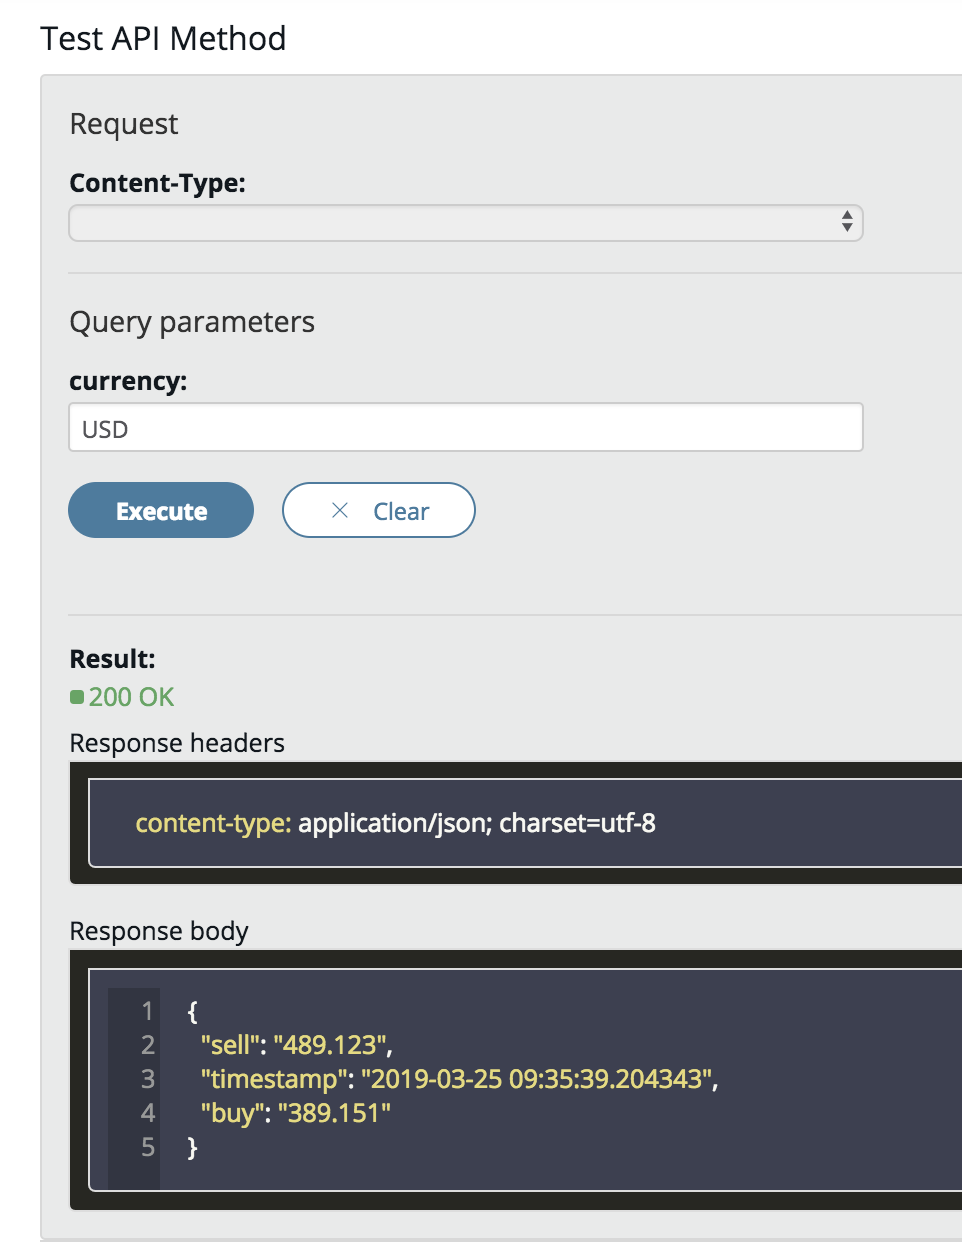 Test API Method
Request
Content-Type:
Query parameters
currency:
USD
Execute
Clear
Result:
200 OK
Response headers
content-type: application/json; charset=utf-8
Response body
1 {
2 "sell": "489.123",
3 "timestamp": "2019-03-25 09:35:39.204343",
4 "buy": "389.151"
5 }